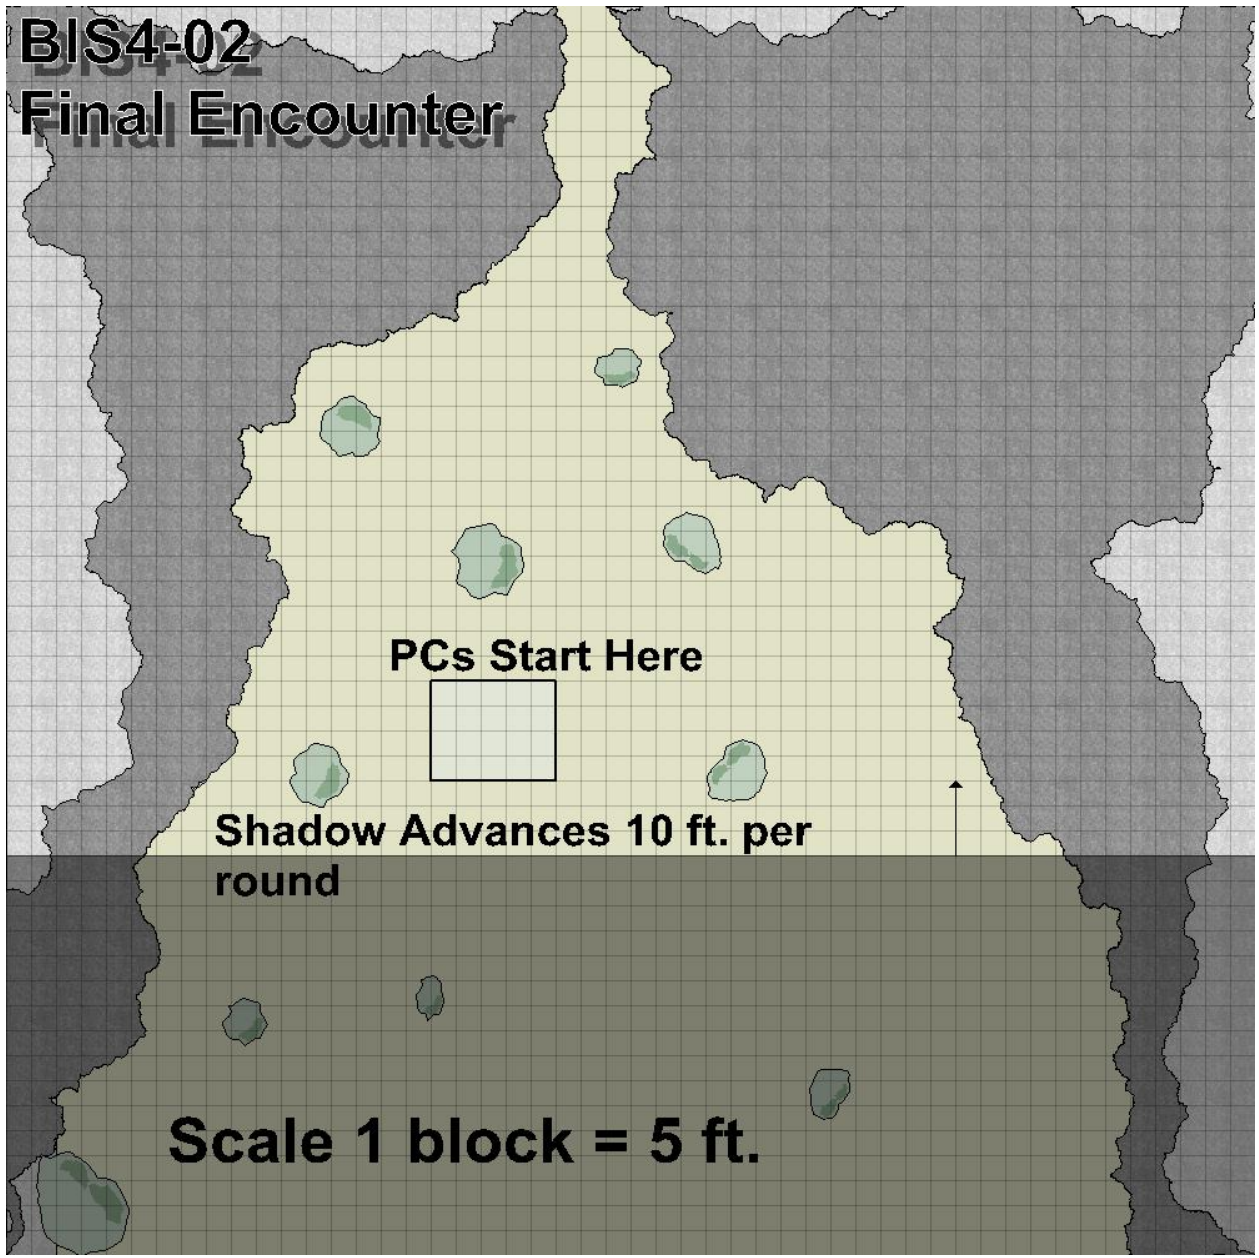 BIS4-02
Final Encounter
PCs Start Here
Shadow Advances 10 ft. per
round
Scale 1 block = 5 ft.